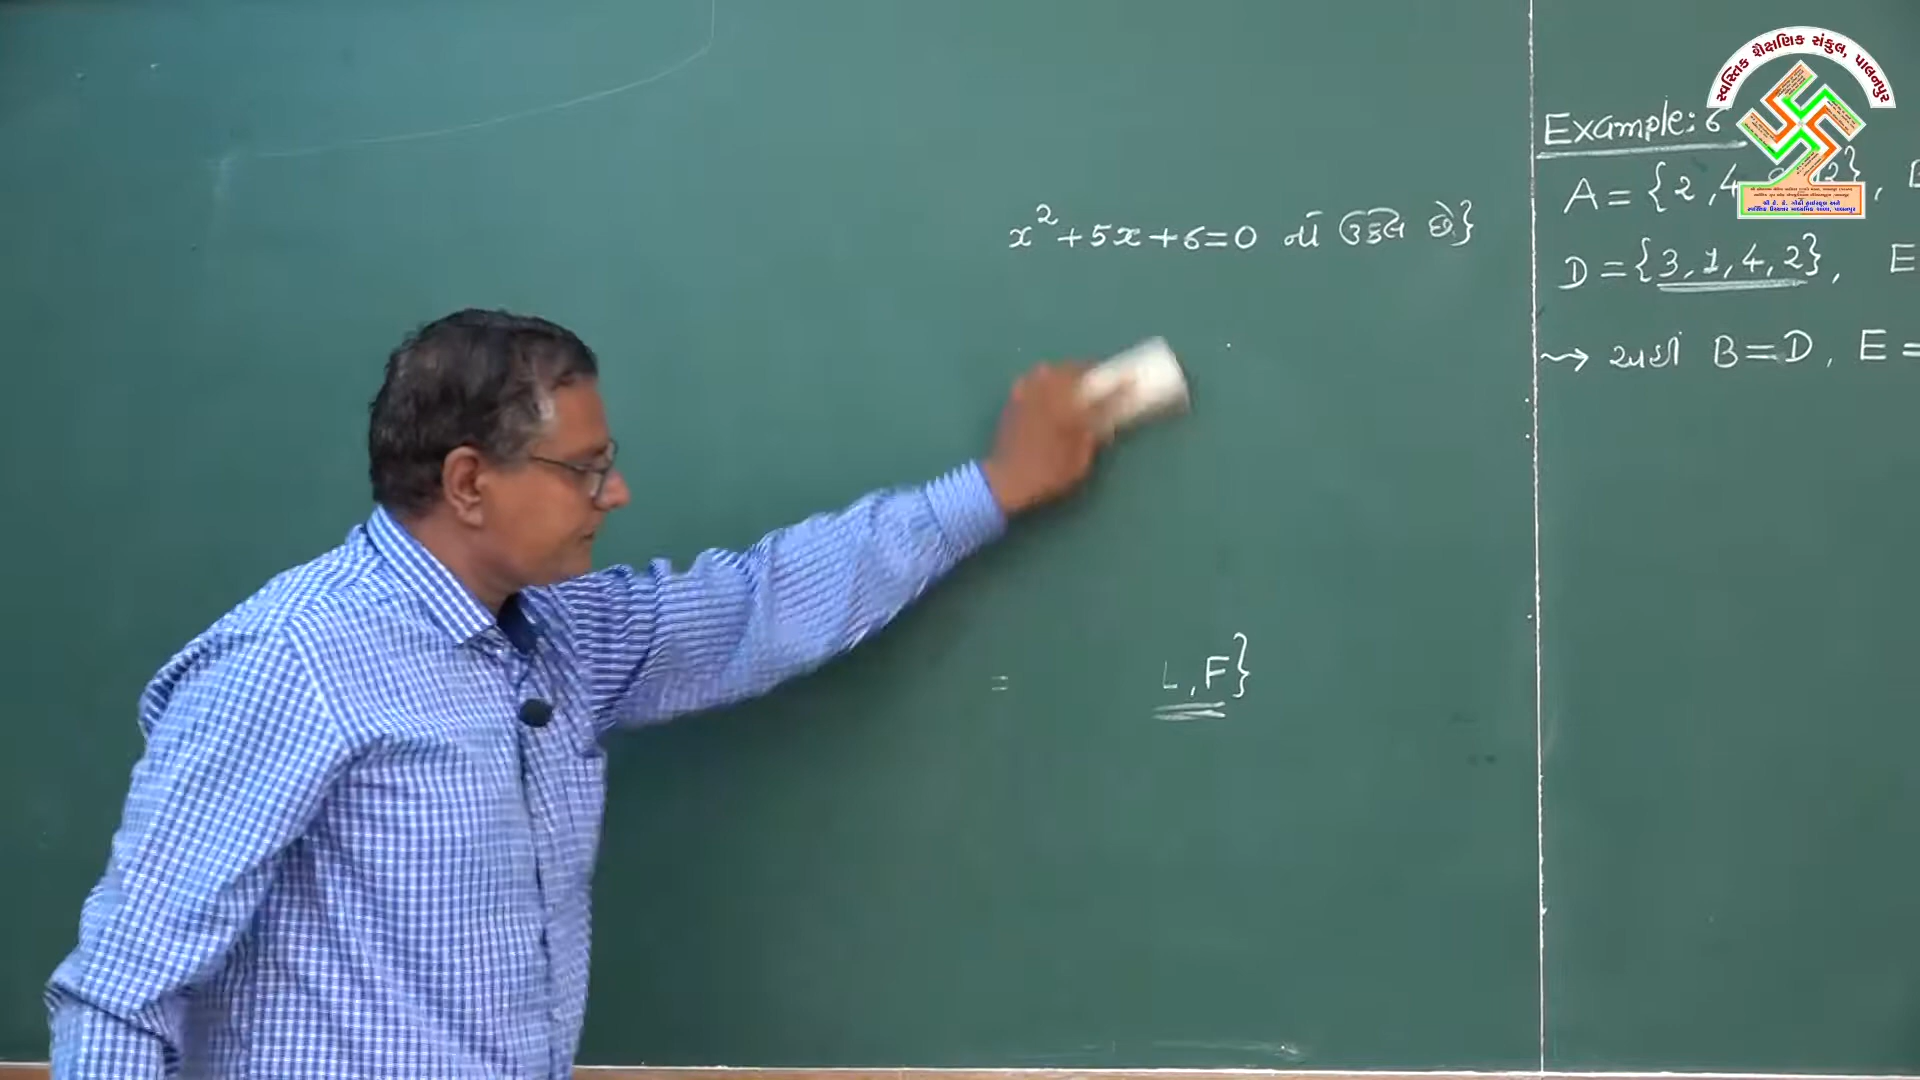 x²+5x+6=0 નાં ઉકેલ છે}
= L,F}
Example: 6
A={2,4
D={3,1,4,2}, E
→ અહીં B=D, E=
સ્વસ્તિક શૈક્ષણિક સંકુલ, પાલનપુર